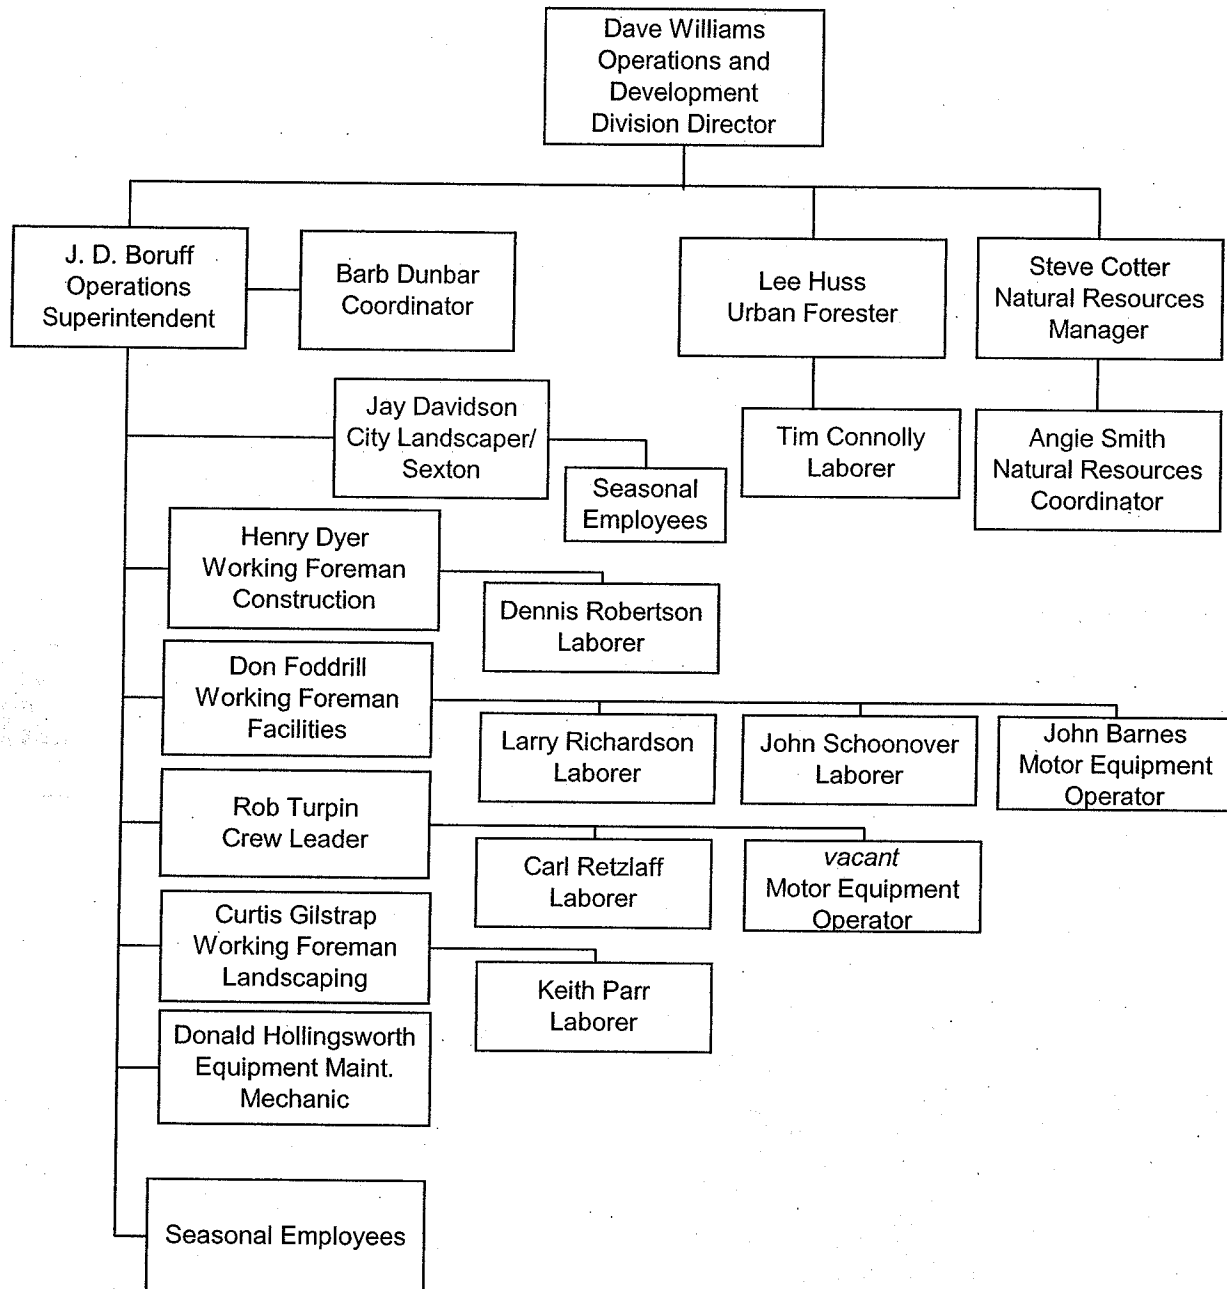 Dave Williams
Operations and
Development
Division Director
J. D. Boruff
Operations
Superintendent
Barb Dunbar
Coordinator
Lee Huss
Urban Forester
Steve Cotter
Natural Resources
Manager
Jay Davidson
City Landscaper/
Sexton
Seasonal
Employees
Tim Connolly
Laborer
Angie Smith
Natural Resources
Coordinator
Henry Dyer
Working Foreman
Construction
Dennis Robertson
Laborer
Don Foddrill
Working Foreman
Facilities
Larry Richardson
Laborer
John Schoonover
Laborer
John Barnes
Motor Equipment
Operator
Rob Turpin
Crew Leader
Carl Retzlaff
Laborer
vacant
Motor Equipment
Operator
Curtis Gilstrap
Working Foreman
Landscaping
Keith Parr
Laborer
Donald Hollingsworth
Equipment Maint.
Mechanic
Seasonal Employees